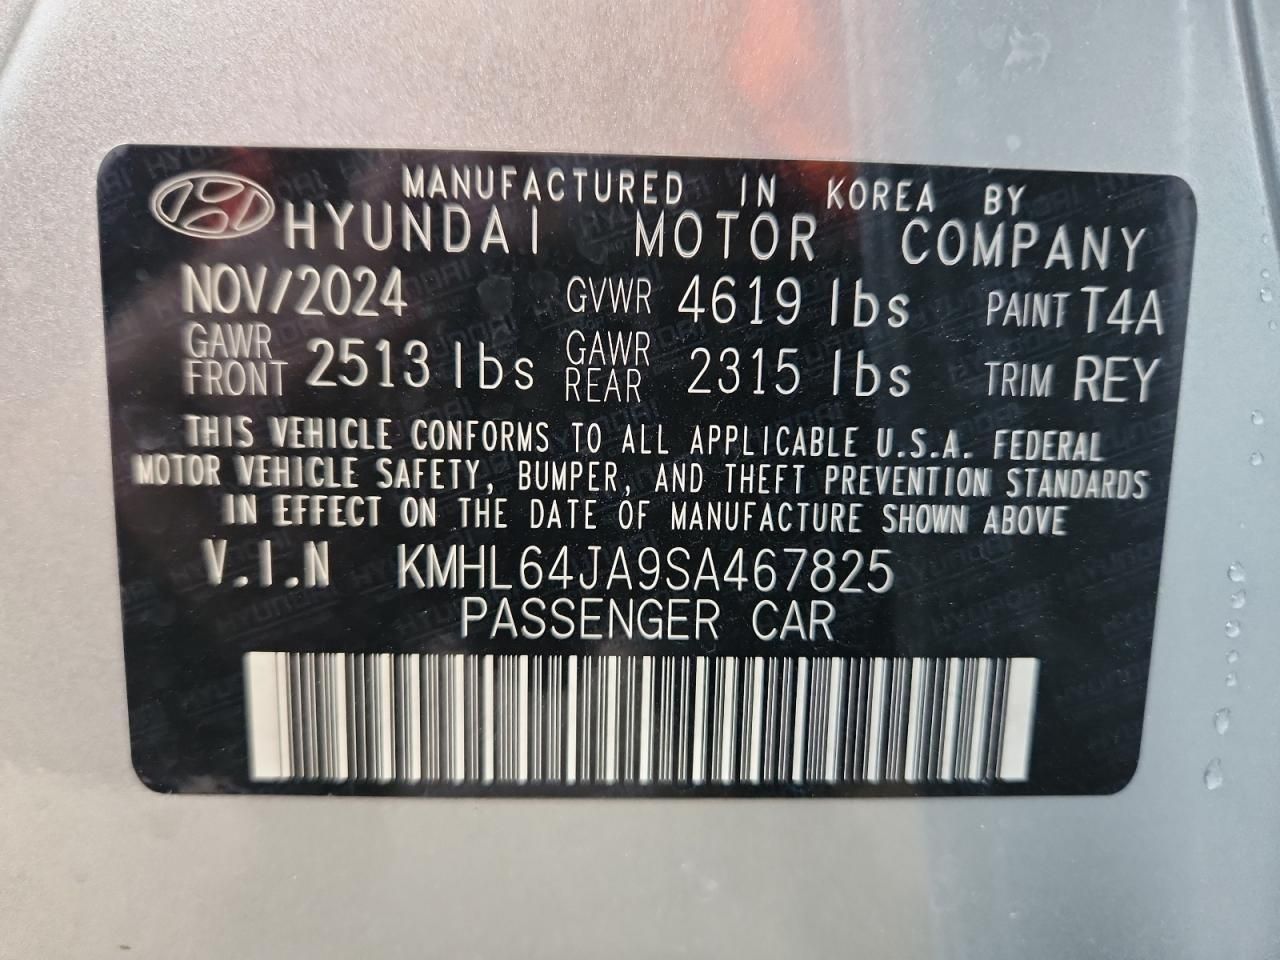 MANUFACTURED IN KOREA BY
HYUNDAI MOTOR COMPANY
NOV/2024 GVWR 4619 lbs PAINT T4A
GAWR FRONT 2513 lbs GAWR REAR 2315 lbs TRIM REY
THIS VEHICLE CONFORMS TO ALL APPLICABLE U.S.A. FEDERAL
MOTOR VEHICLE SAFETY, BUMPER, AND THEFT PREVENTION STANDARDS
IN EFFECT ON THE DATE OF MANUFACTURE SHOWN ABOVE
V.I.N KMHL64JA9SA467825
PASSENGER CAR